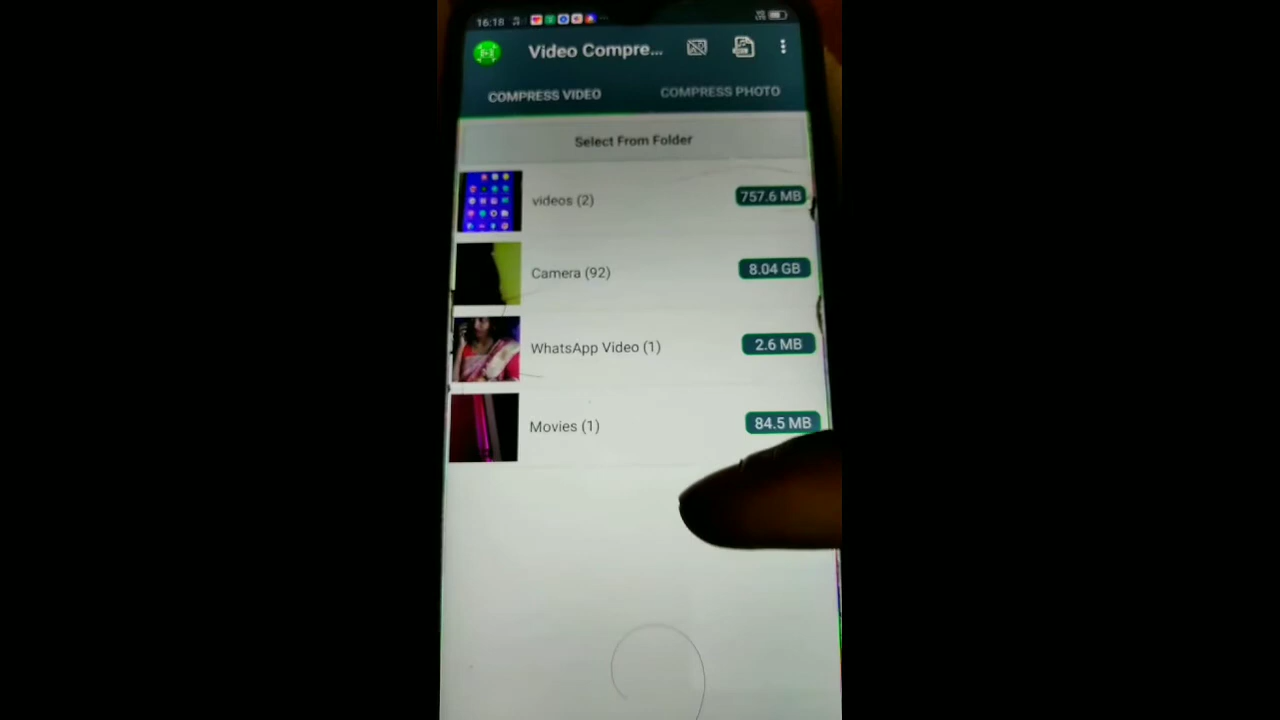 16:18
Video Compre...
COMPRESS VIDEO
COMPRESS PHOTO
Select From Folder
videos (2)
757.6 MB
Camera (92)
8.04 GB
WhatsApp Video (1)
2.6 MB
Movies (1)
84.5 MB